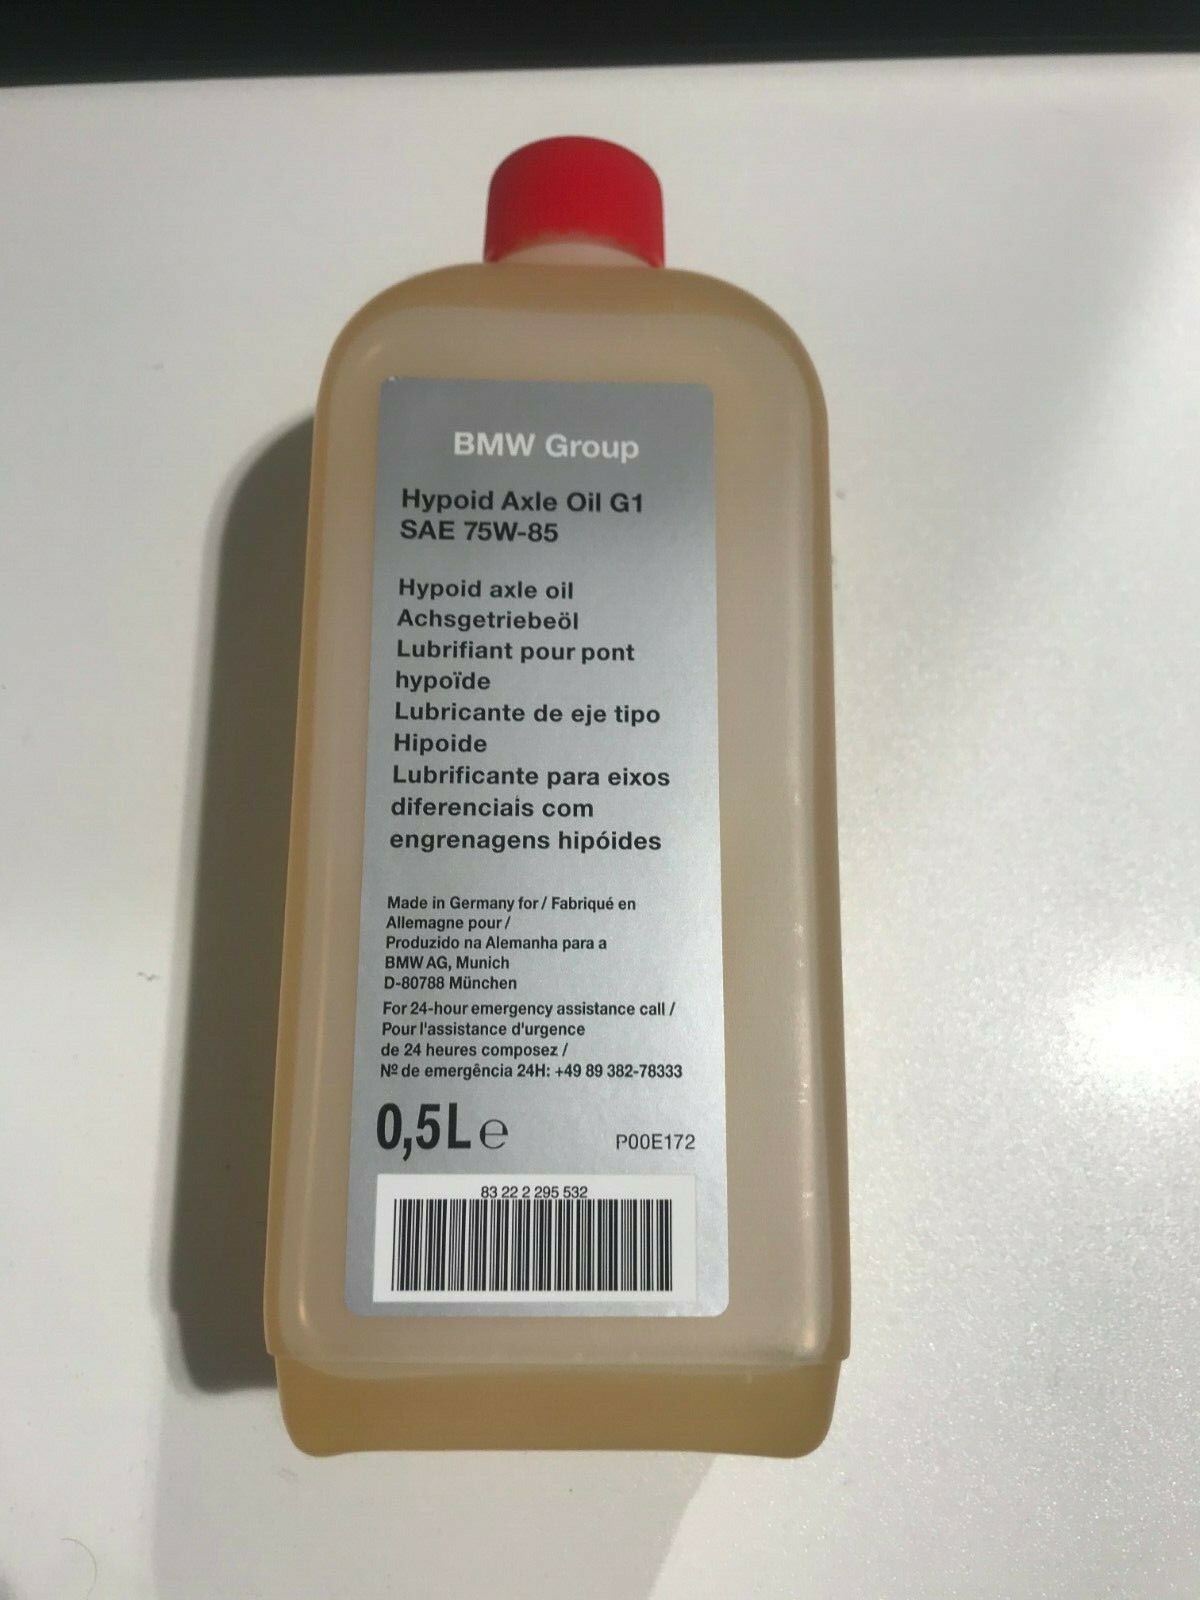 BMW Group
Hypoid Axle Oil G1
SAE 75W-85
Hypoid axle oil
Achsgetriebeöl
Lubrifiant pour pont
hypoïde
Lubricante de eje tipo
Hipoide
Lubrificante para eixos
diferenciais com
engrenagens hipóides
Made in Germany for / Fabriqué en
Allemagne pour /
Produzido na Alemanha para a
BMW AG, Munich
D-80788 München
For 24-hour emergency assistance call /
Pour l'assistance d'urgence
de 24 heures composez /
Nº de emergência 24H: +49 89 382-78333
0,5L ℮ P00E172
83 22 2 295 532